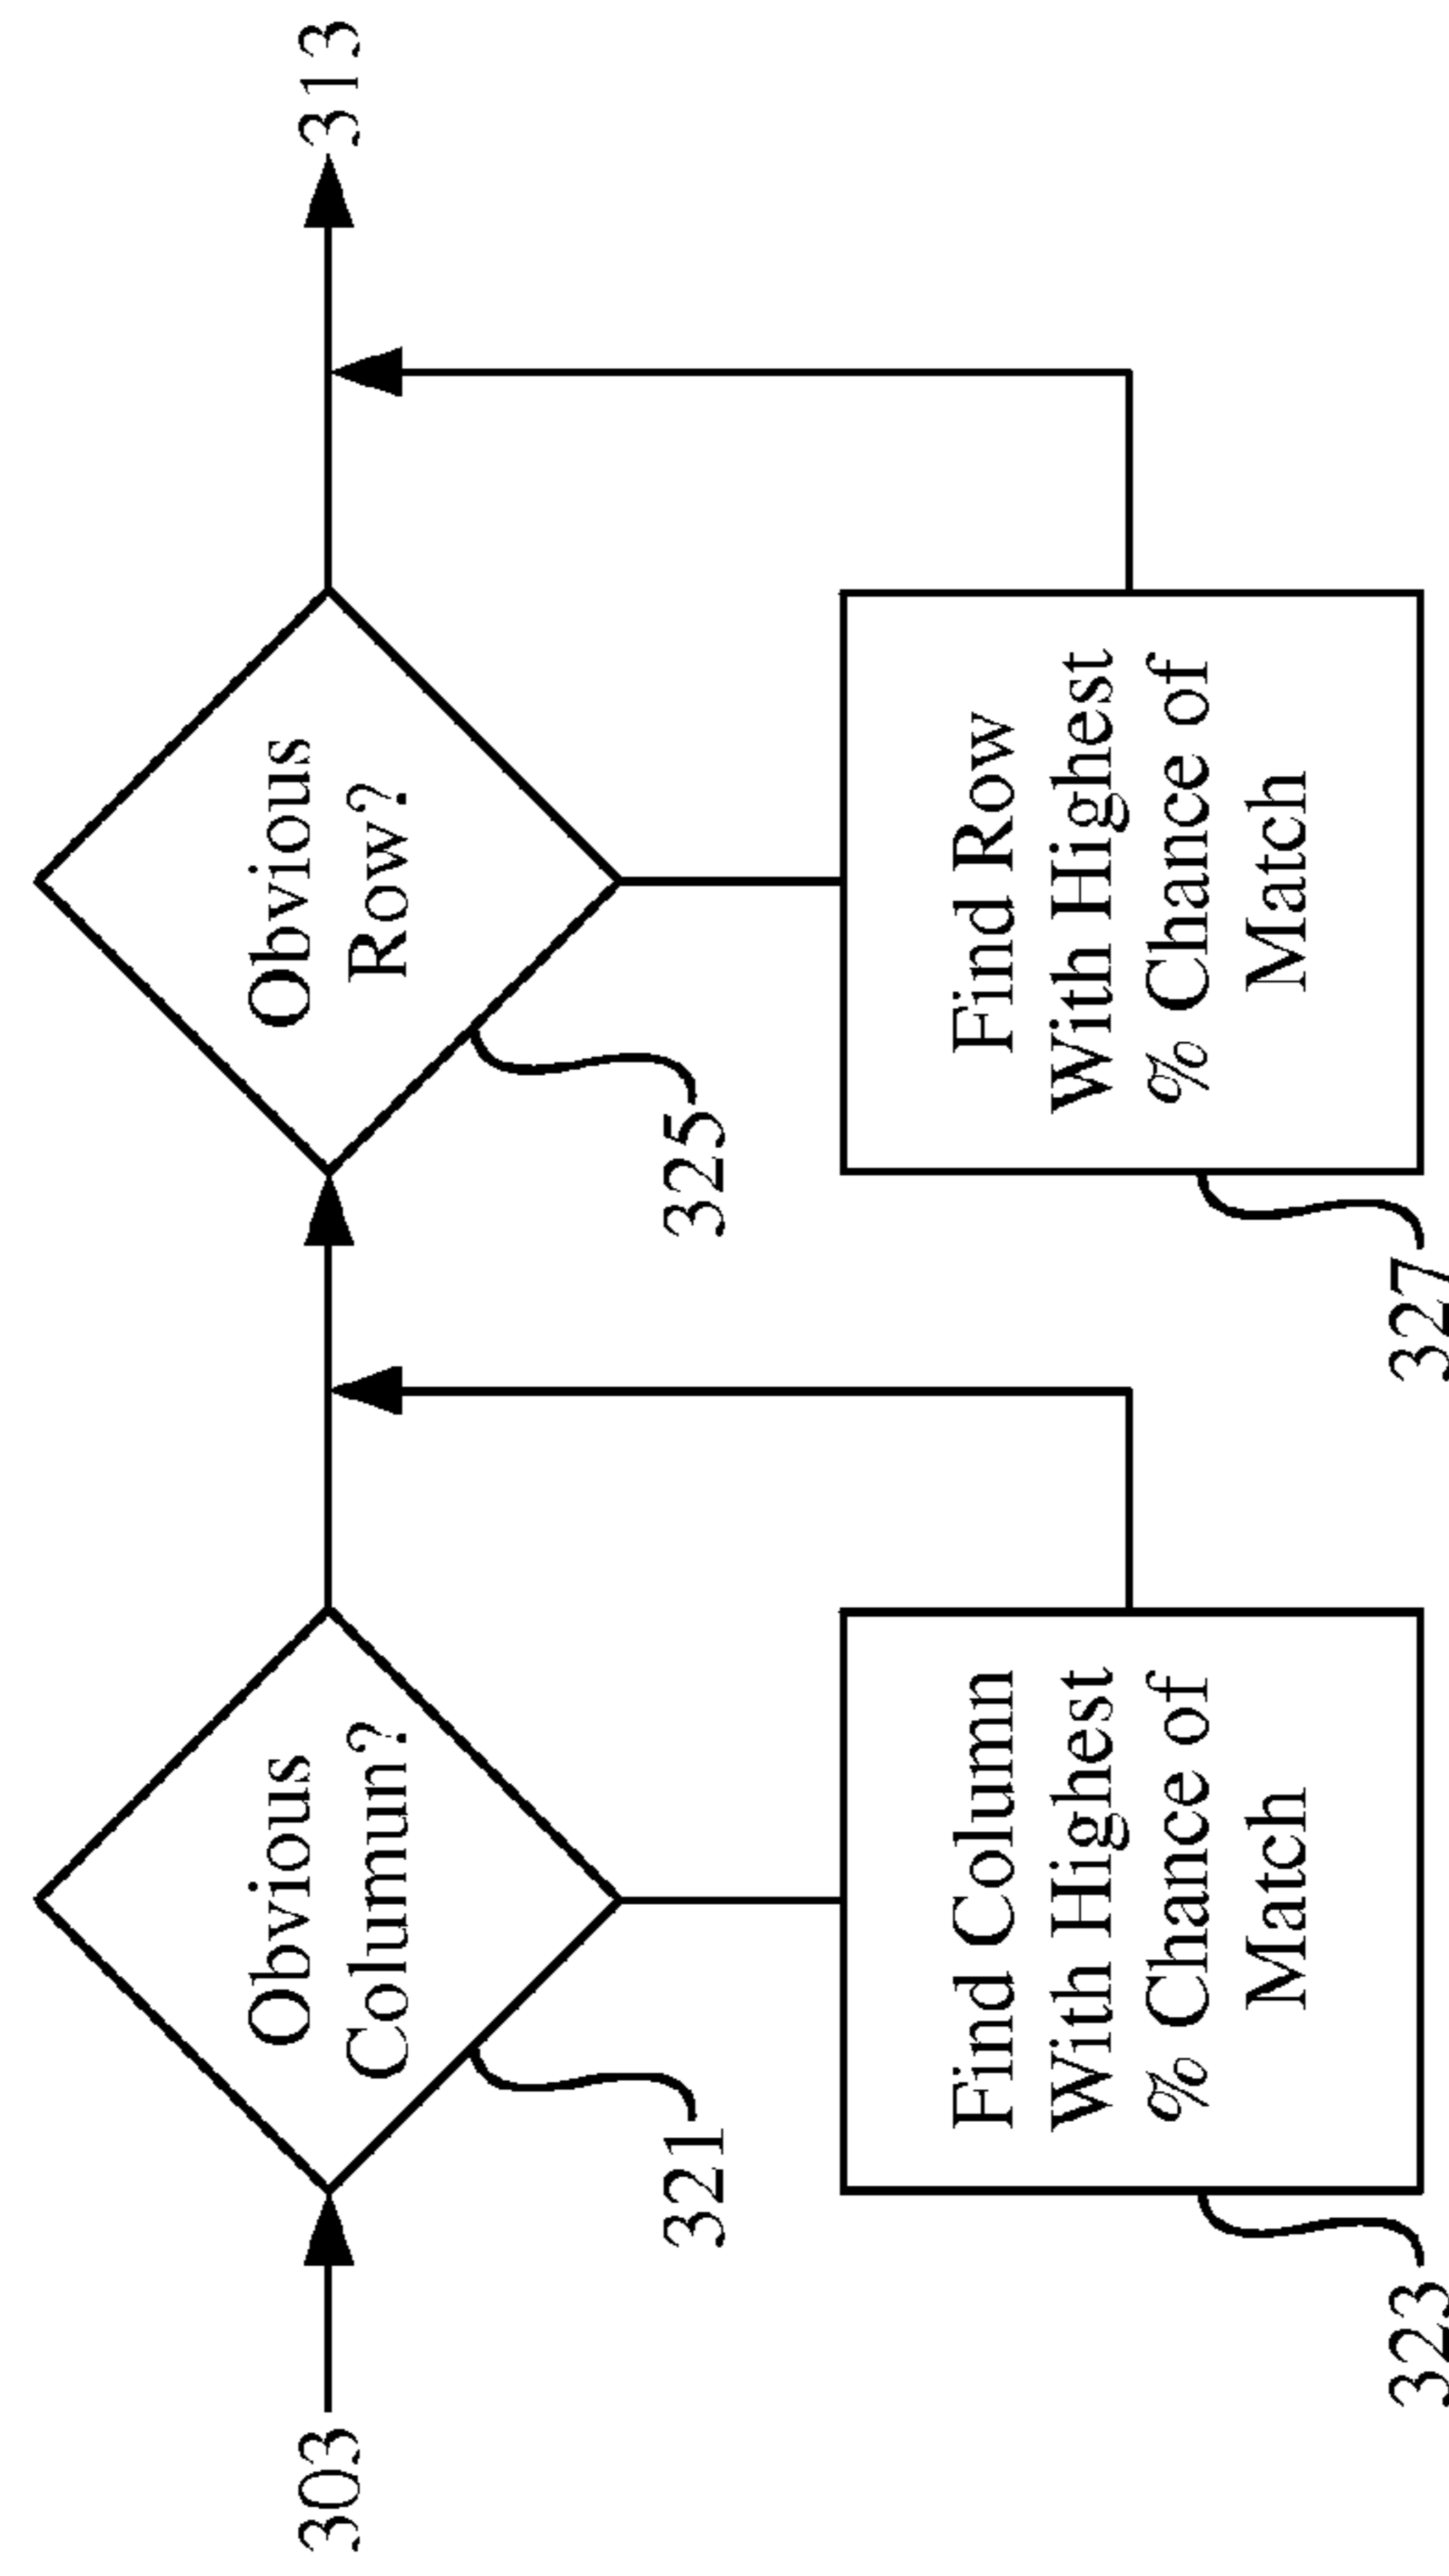 303
Obvious
Columun?
321
Find Column
With Highest
% Chance of
Match
323
Obvious
Row?
325
Find Row
With Highest
% Chance of
Match
327
313